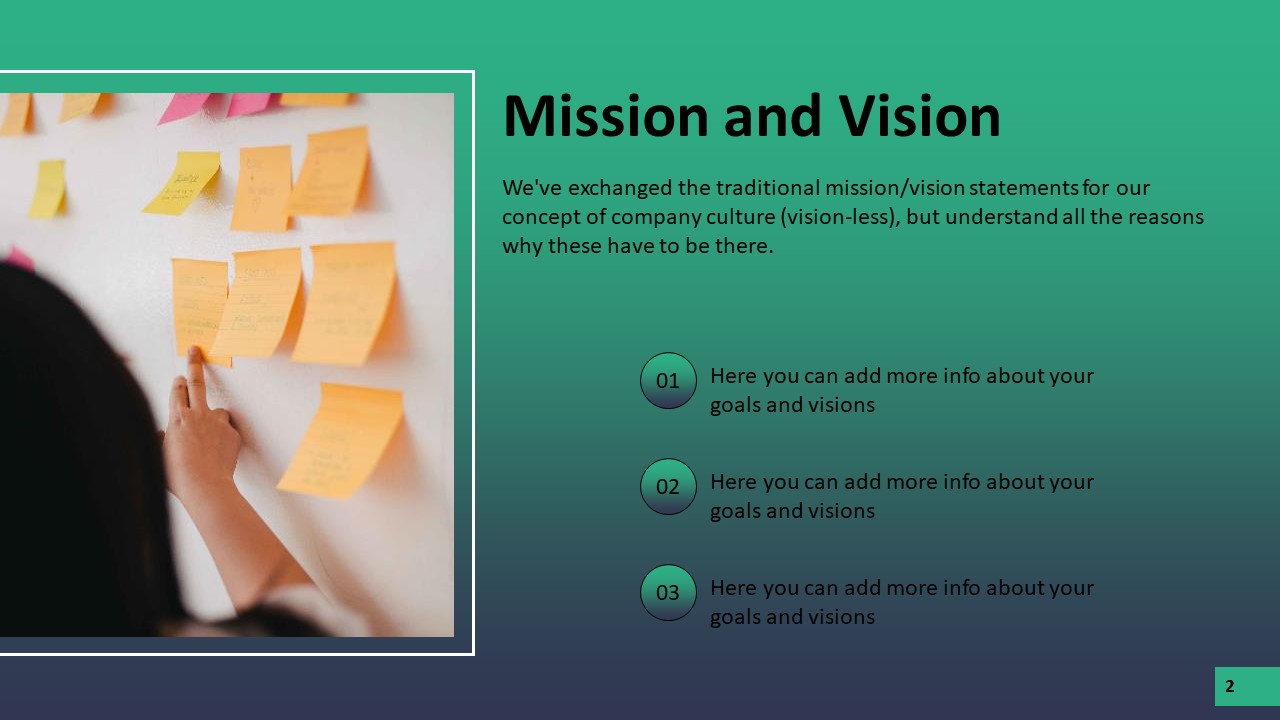 Mission and Vision
We've exchanged the traditional mission/vision statements for our
concept of company culture (vision-less), but understand all the reasons
why these have to be there.
01
Here you can add more info about your
goals and visions
02
Here you can add more info about your
goals and visions
03
Here you can add more info about your
goals and visions
2